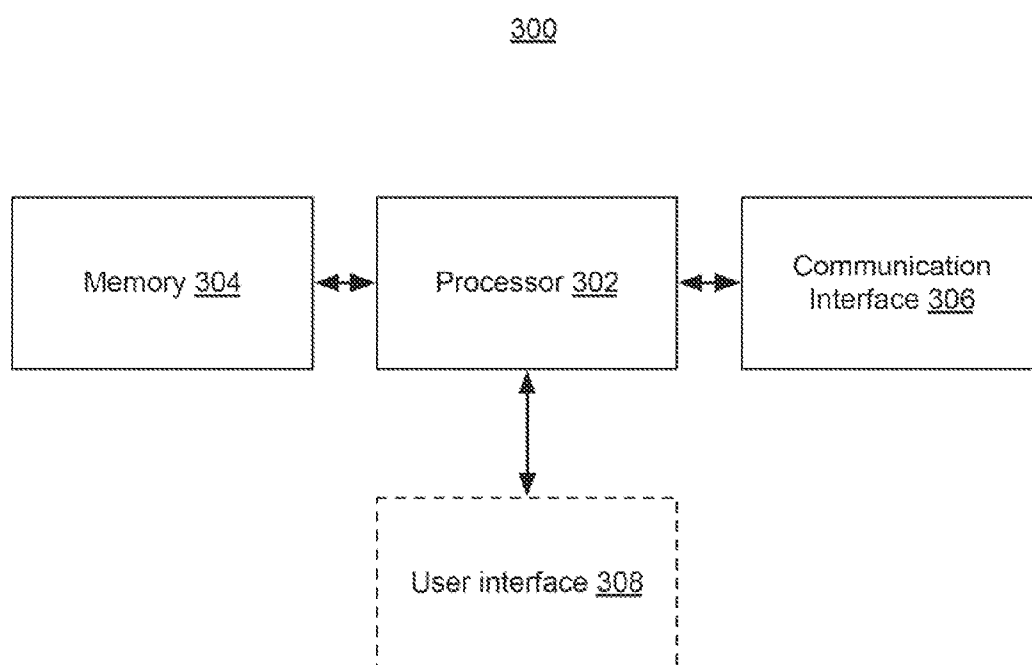 300
Memory 304
Processor 302
Communication
Interface 306
User interface 308